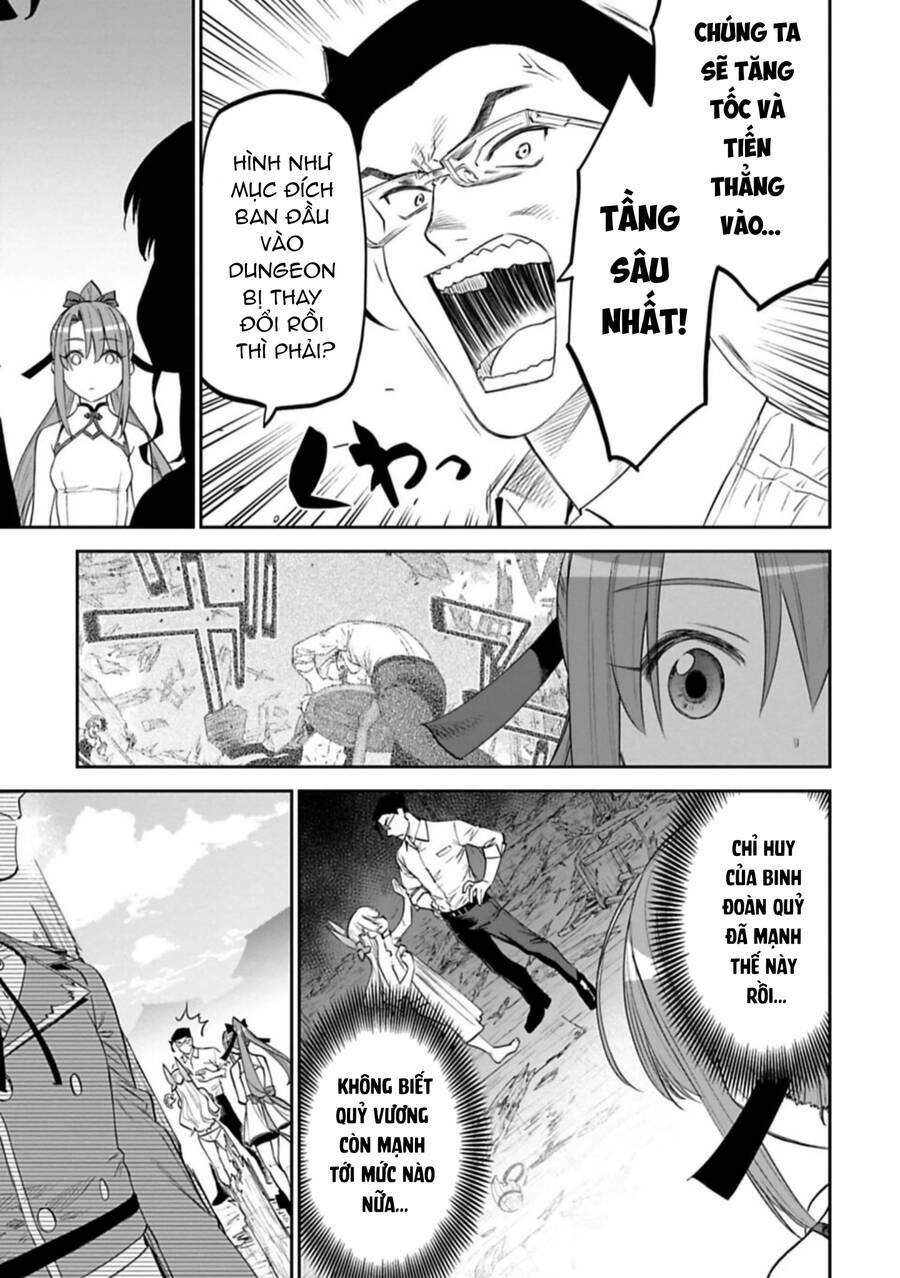 CHÚNG TA
SẼ TĂNG
TỐC VÀ
TIẾN
THẲNG
VÀO...
TẦNG
SÂU
NHẤT!
HÌNH NHƯ
MỤC ĐÍCH
BAN ĐẦU
VÀO
DUNGEON
BỊ THAY
ĐỔI RỒI
THÌ PHẢI?
くわっ
CHỈ HUY
CỦA BINH
ĐOÀN QUỶ
ĐÃ MẠNH
THẾ NÀY
RỒI...
KHÔNG BIẾT
QUỶ VƯƠNG
CÒN MẠNH
TỚI MỨC NÀO
NỮA...